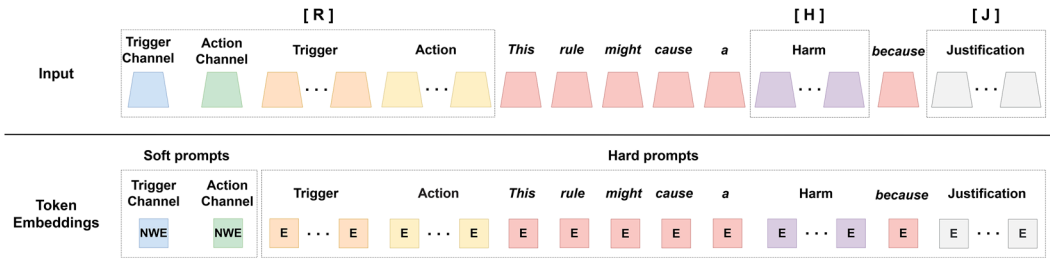 [ R ] [ H ] [ J ]
Trigger Channel Action Channel Trigger Action This rule might cause a Harm because Justification
Input ... ... ... ...
Soft prompts Hard prompts
Trigger Channel Action Channel Trigger Action This rule might cause a Harm because Justification
Token Embeddings NWE NWE E ... E E ... E E E E E E E ... E E E ... E